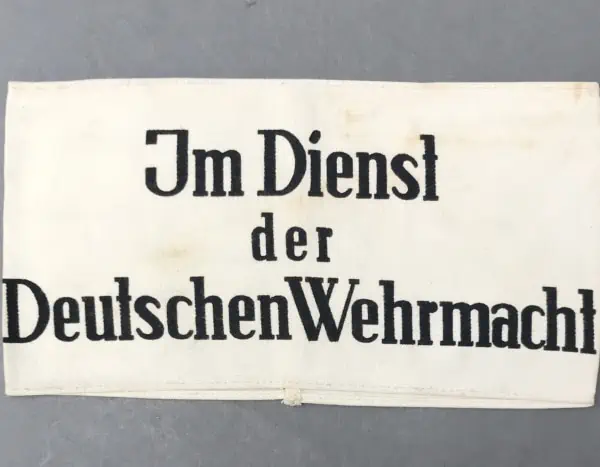 Im Dienst
der
Deutschen Wehrmacht